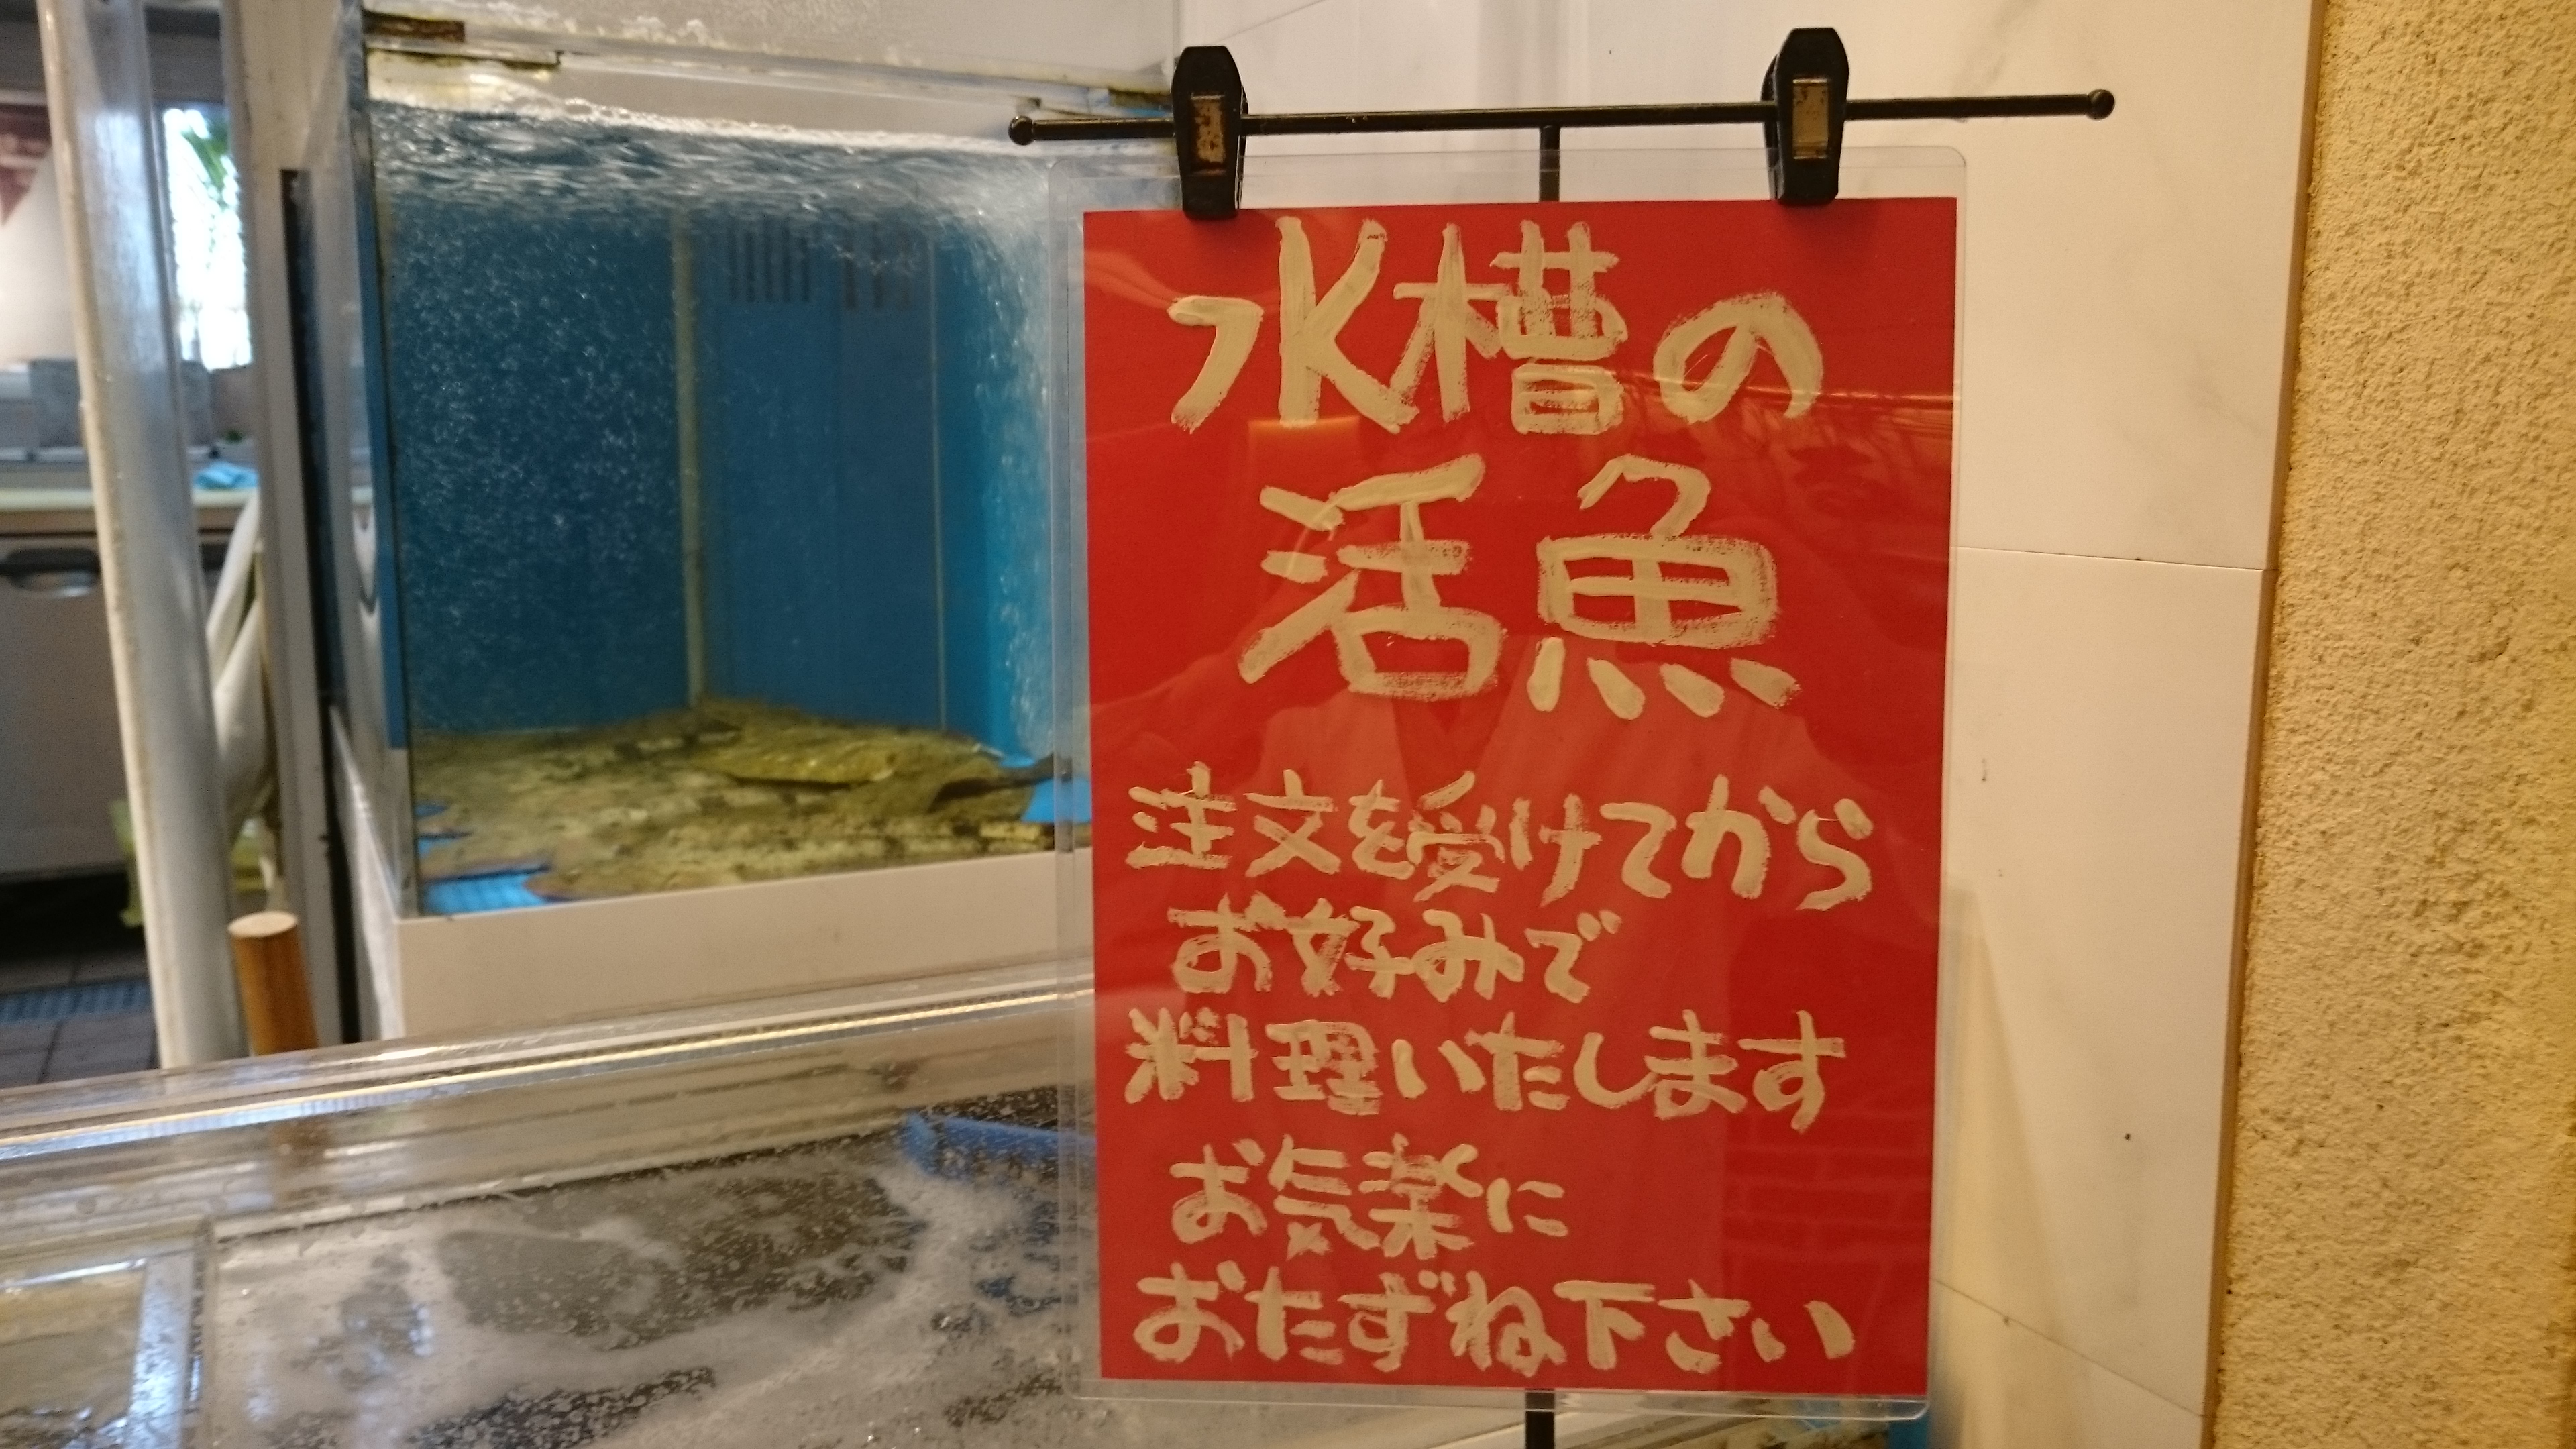 水槽の
活魚
注文を受けてから
お好みで
料理いたします
お気楽に
おたずね下さい